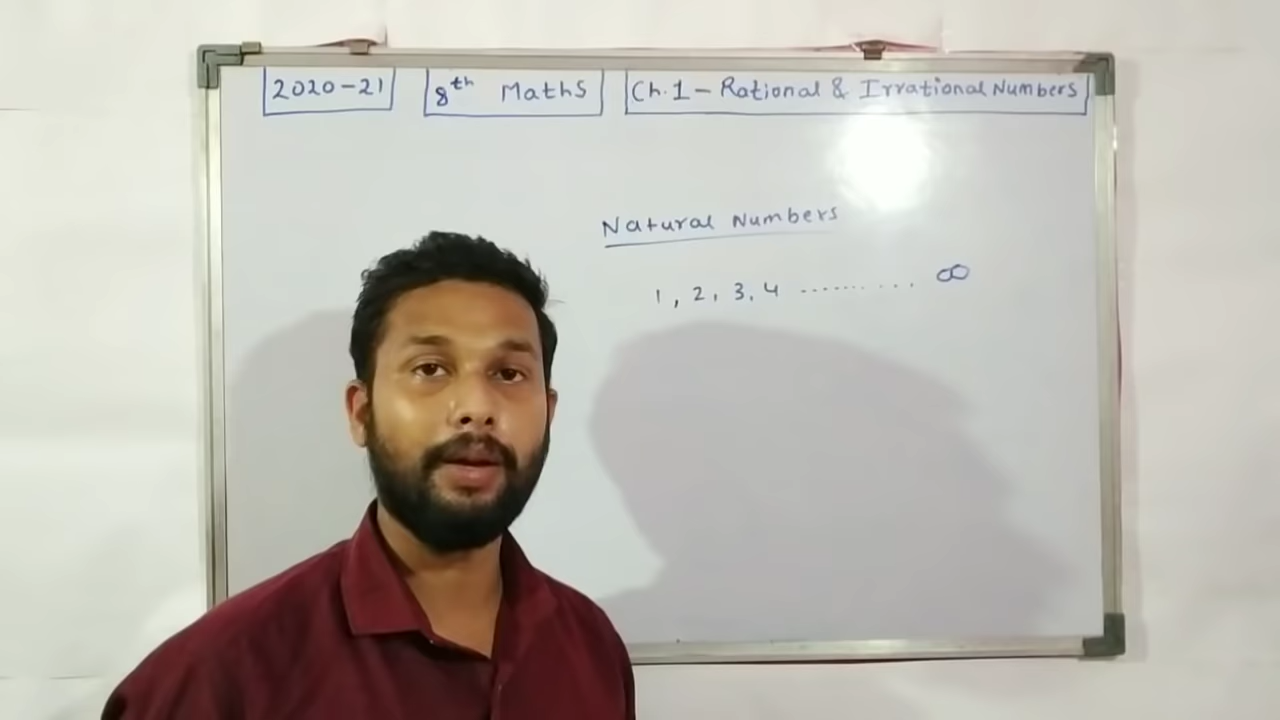 2020-21 8th Maths Ch.1 - Rational & Irrational Numbers
Natural Numbers
1, 2, 3, 4 .......... ∞